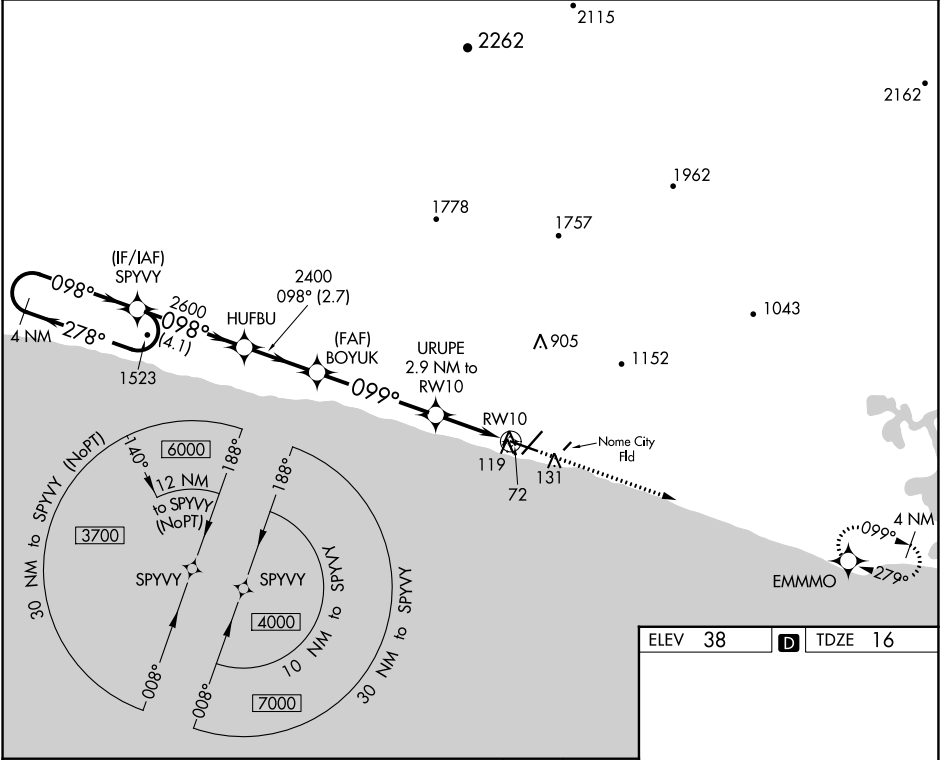 2115
2262
2162
1962
1778
1757
(IF/IAF)
SPYVY
098°
2600
098°
(4.1)
HUFBU
2400
098° (2.7)
1043
278°
4 NM
1523
(FAF)
BOYUK
099°
URUPE
2.9 NM to
RW10
905
1152
RW10
119
72
131
Nome City
Fld
30 NM to SPYVY (NoPT)
140°
6000
188°
12 NM
to SPYVY
(NoPT)
3700
SPYVY
008°
188°
SPYVY
4000
10 NM to SPYVY
7000
30 NM to SPYVY
008°
099°
4 NM
279°
EMMMO
ELEV 38
D
TDZE 16